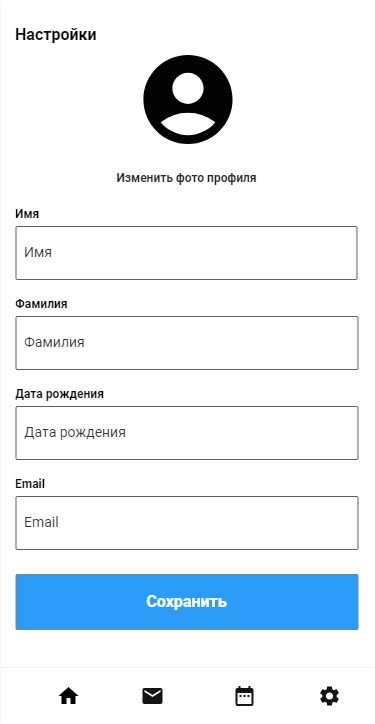 Настройки
Изменить фото профиля
Имя
Имя
Фамилия
Фамилия
Дата рождения
Дата рождения
Email
Email
Сохранить